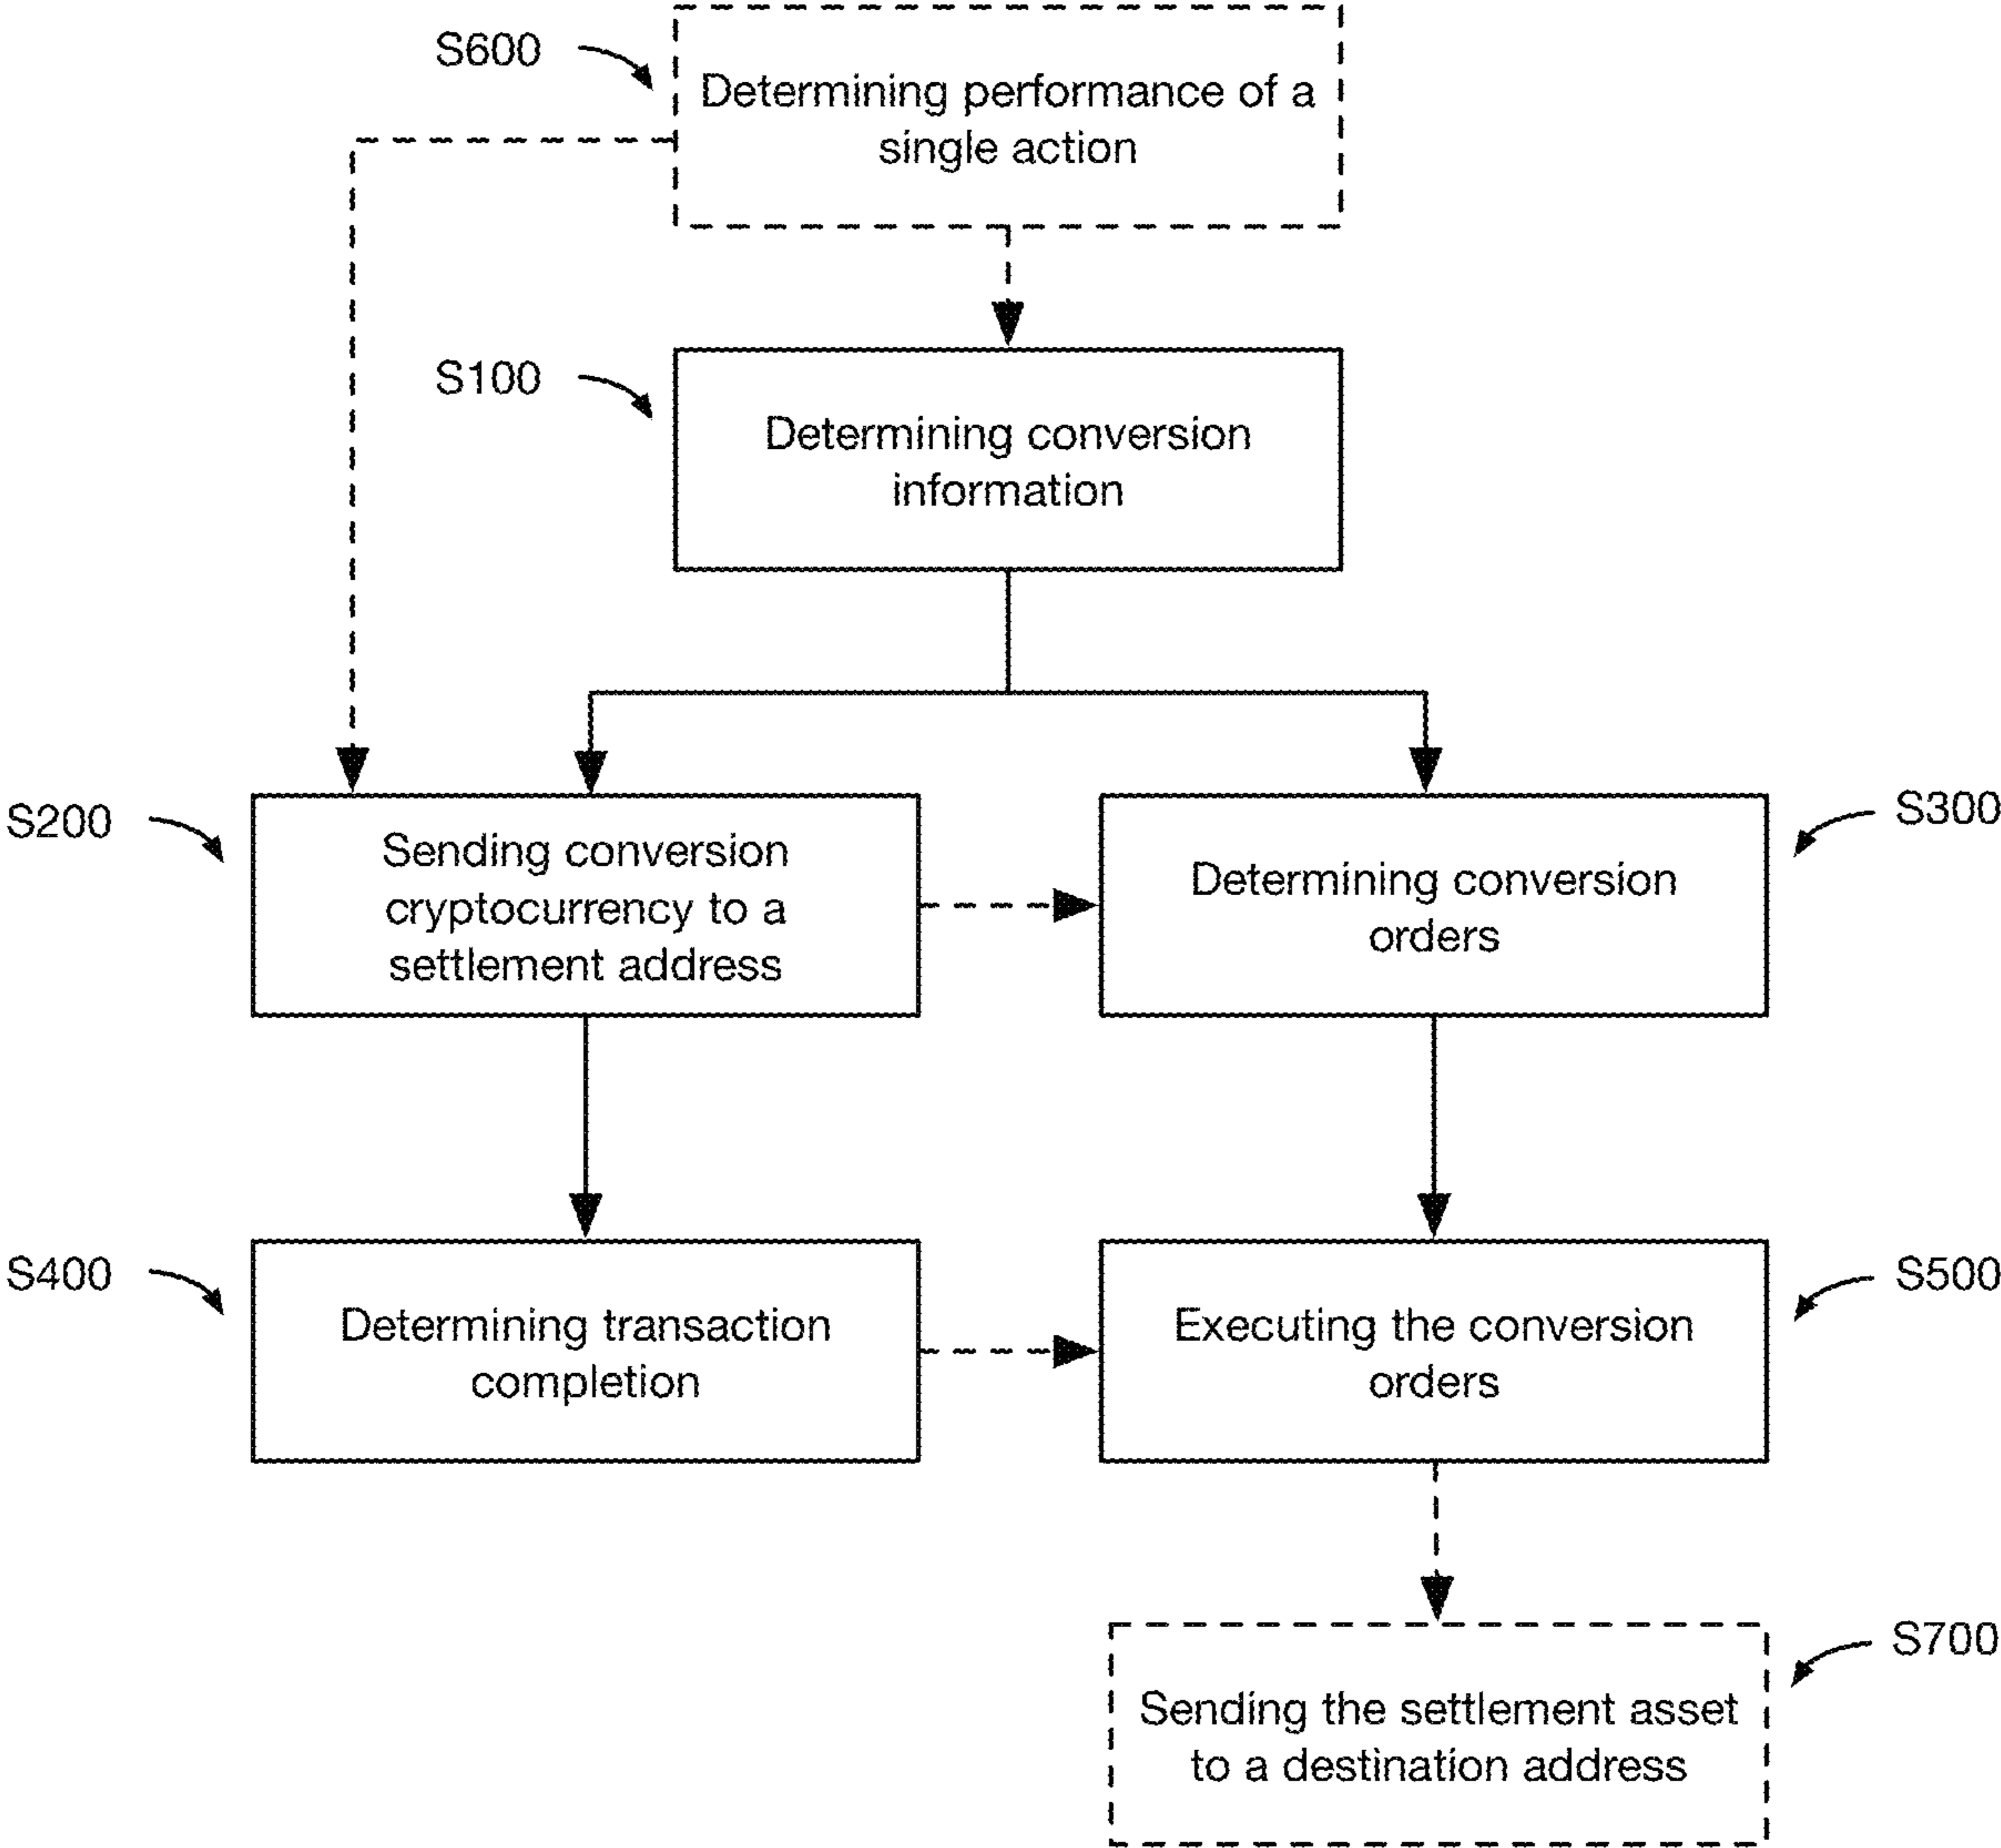 S600
Determining performance of a
single action
S100
Determining conversion
information
S200
Sending conversion
cryptocurrency to a
settlement address
S300
Determining conversion
orders
S400
Determining transaction
completion
S500
Executing the conversion
orders
S700
Sending the settlement asset
to a destination address